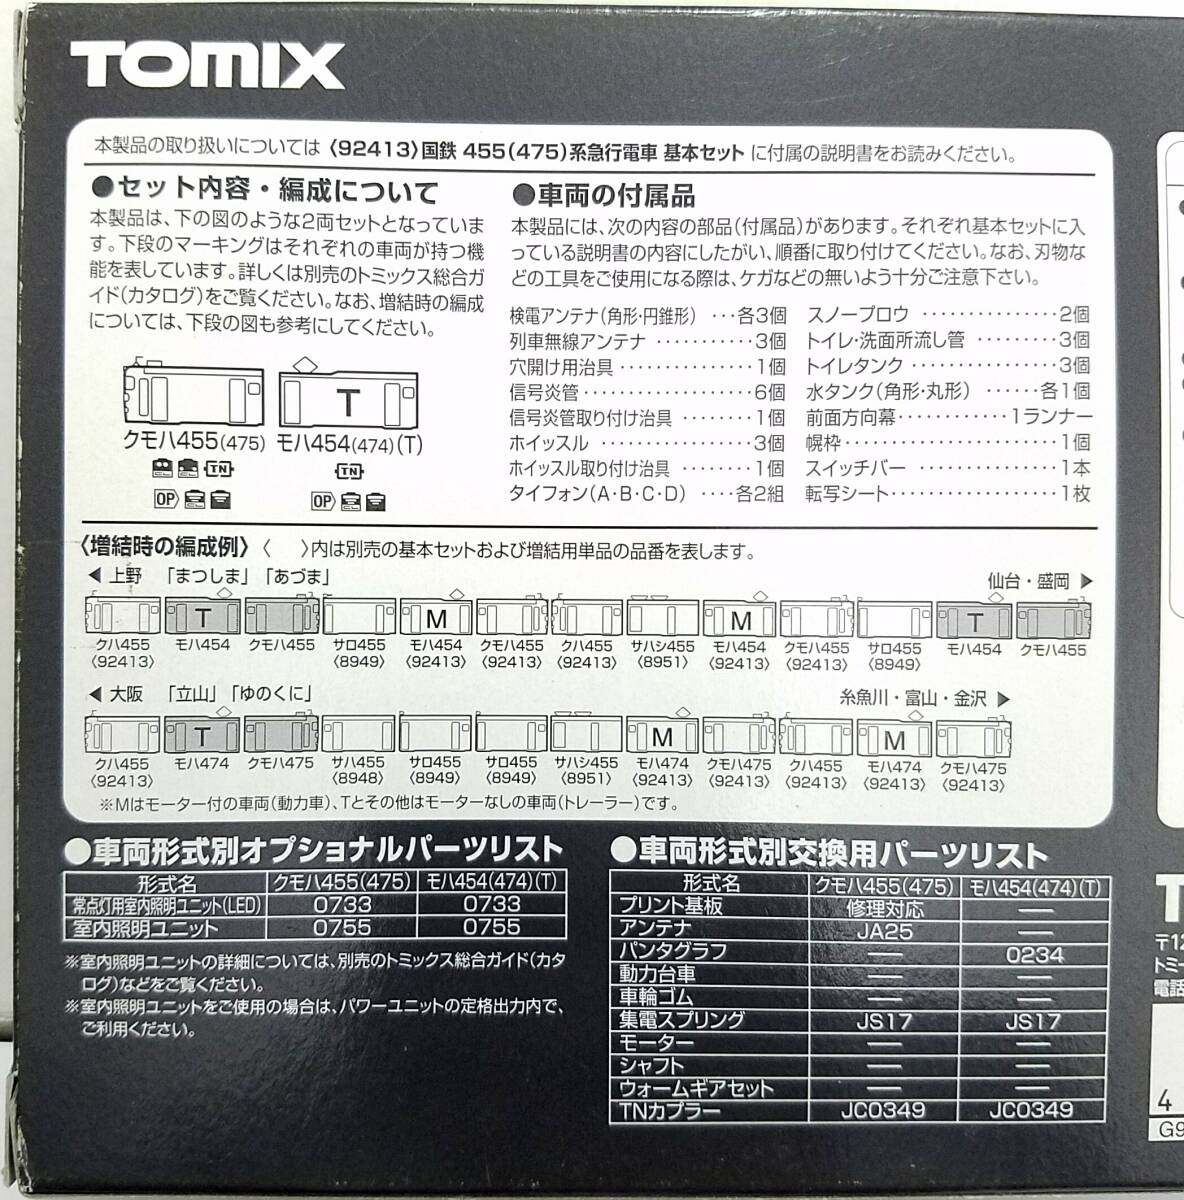 TOMIX
本製品の取り扱いについては〈92413〉国鉄 455(475)系急行電車 基本セット に付属の説明書をお読みください。
●セット内容・編成について
本製品は、下の図のような2両セットとなっていま
す。下段のマーキングはそれぞれの車両が持つ機
能を表しています。詳しくは別売のトミックス総合ガ
イド(カタログ)をご覧ください。なお、増結時の編成
については、下段の図も参考にしてください。
T
クモハ455(475) モハ454(474)(T)
TN TN
OP OP
●車両の付属品
本製品には、次の内容の部品(付属品)があります。それぞれ基本セットに入
っている説明書の内容にしたがい、順番に取り付けてください。なお、刃物な
どの工具をご使用になる際は、ケガなどの無いよう十分ご注意下さい。
検電アンテナ(角形・円錐形)･･･各3個
列車無線アンテナ･･･････････3個
穴開け用治具･･････････････1個
信号炎管･････････････････6個
信号炎管取り付け治具･･･････1個
ホイッスル････････････････3個
ホイッスル取り付け治具･･･････1個
タイフォン(A・B・C・D)････各2組
スノープロウ･･････････････2個
トイレ・洗面所流し管･････････3個
トイレタンク･･････････････3個
水タンク(角形・丸形)･･････各1個
前面方向幕･･･････････1ランナー
幌枠･････････････････････1個
スイッチバー･･････････････1本
転写シート････････････････1枚
〈増結時の編成例〉〈　〉内は別売の基本セットおよび増結用単品の品番を表します。
◀ 上野 「まつしま」「あづま」 仙台・盛岡 ▶
T M M T
クハ455 モハ454 クモハ455 サロ455 モハ454 クモハ455 クハ455 サハシ455 モハ454 クモハ455 サロ455 モハ454 クモハ455
〈92413〉 〈8949〉 〈92413〉 〈92413〉 〈92413〉 〈8951〉 〈92413〉 〈92413〉 〈8949〉
◀ 大阪 「立山」「ゆのくに」 糸魚川・富山・金沢 ▶
T M M
クハ455 モハ474 クモハ475 サハ455 サロ455 サロ455 サハシ455 モハ474 クモハ475 クハ455 モハ474 クモハ475
〈92413〉 〈8948〉 〈8949〉 〈8949〉 〈8951〉 〈92413〉 〈92413〉 〈92413〉 〈92413〉 〈92413〉
※Mはモーター付の車両(動力車)、Tとその他はモーターなしの車両(トレーラー)です。
●車両形式別オプショナルパーツリスト
形式名 クモハ455(475) モハ454(474)(T)
常点灯用室内照明ユニット(LED) 0733 0733
室内照明ユニット 0755 0755
※室内照明ユニットの詳細については、別売のトミックス総合ガイド(カタ
ログ)などをご覧ください。
※室内照明ユニットをご使用の場合は、パワーユニットの定格出力内で、
ご利用ください。
●車両形式別交換用パーツリスト
形式名 クモハ455(475) モハ454(474)(T)
プリント基板 修理対応 ―
アンテナ JA25 ―
パンタグラフ ― 0234
動力台車 ― ―
車輪ゴム ― ―
集電スプリング JS17 JS17
モーター ― ―
シャフト ― ―
ウォームギアセット ― ―
TNカプラー JC0349 JC0349
T
〒12
トミー
電話
4
G9